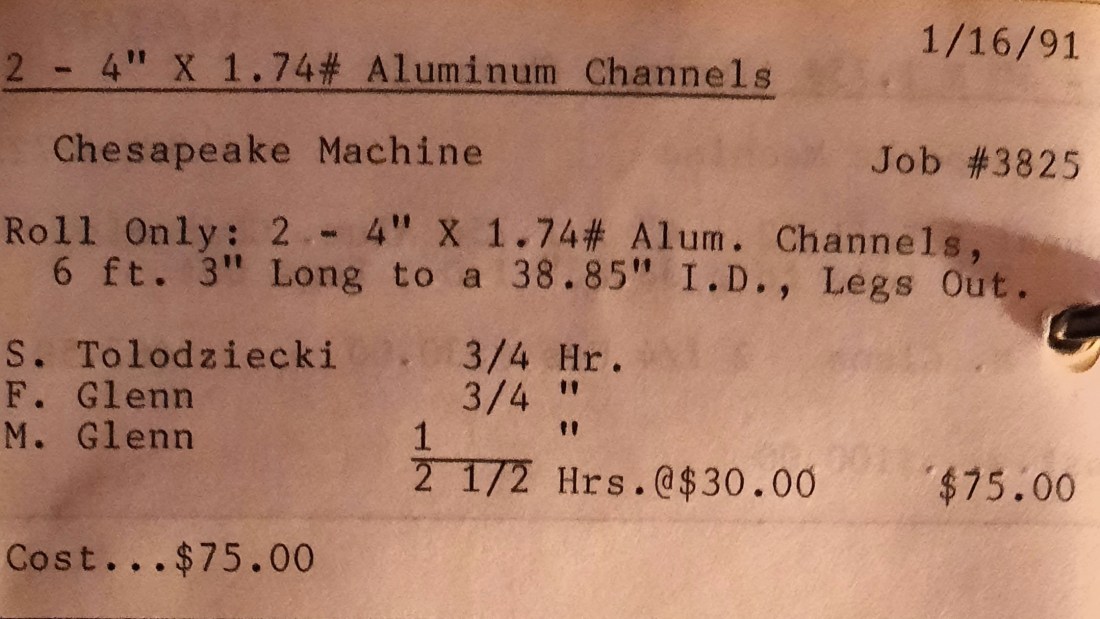 1/16/91
2 - 4" X 1.74# Aluminum Channels
Chesapeake Machine Job #3825
Roll Only: 2 - 4" X 1.74# Alum. Channels,
6 ft. 3" Long to a 38.85" I.D., Legs Out.
S. Tolodziecki 3/4 Hr.
F. Glenn 3/4 "
M. Glenn 1 "
2 1/2 Hrs.@$30.00 $75.00
Cost...$75.00